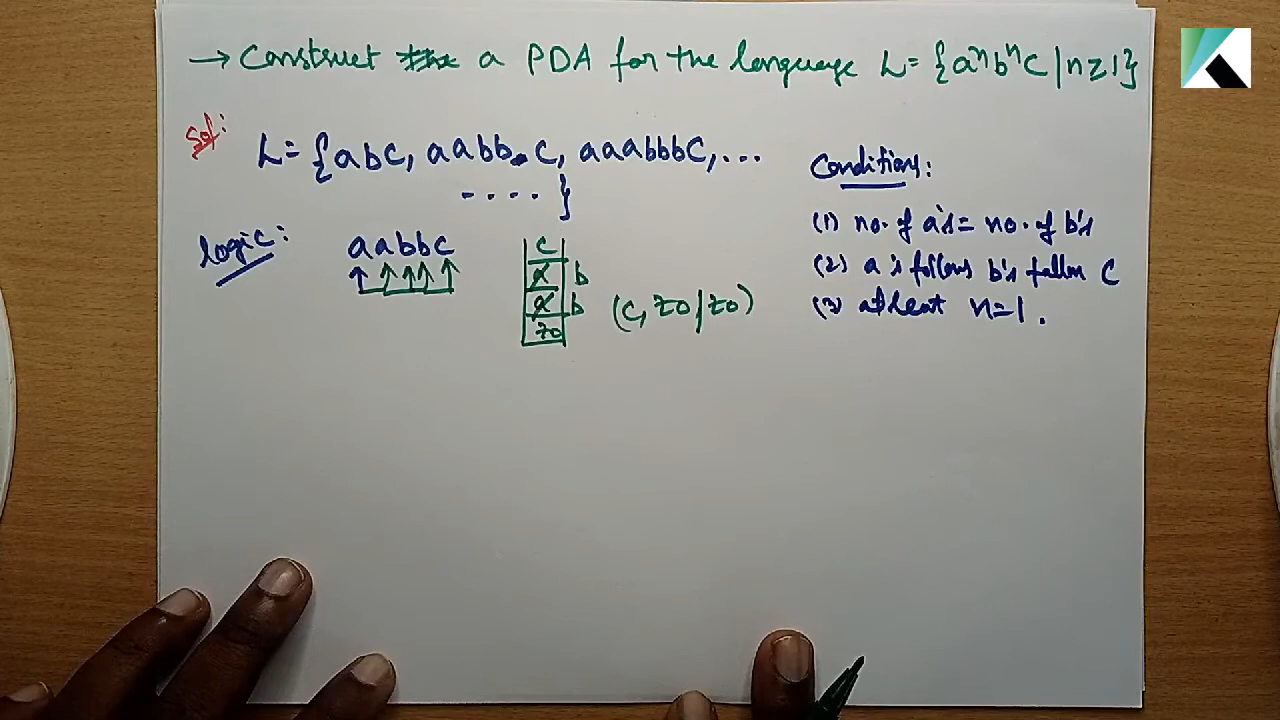 → Construct a PDA for the language L= {aⁿbⁿc | n≥1}
Sol:
L= {abc, aabb c, aaabbbc, ...
.... }
Logic: aabbc
c
a b
a b
z0
(c, z0/z0)
Conditions:
(1) no. of a's = no. of b's
(2) a's follows b's follow c
(3) atleast n=1.